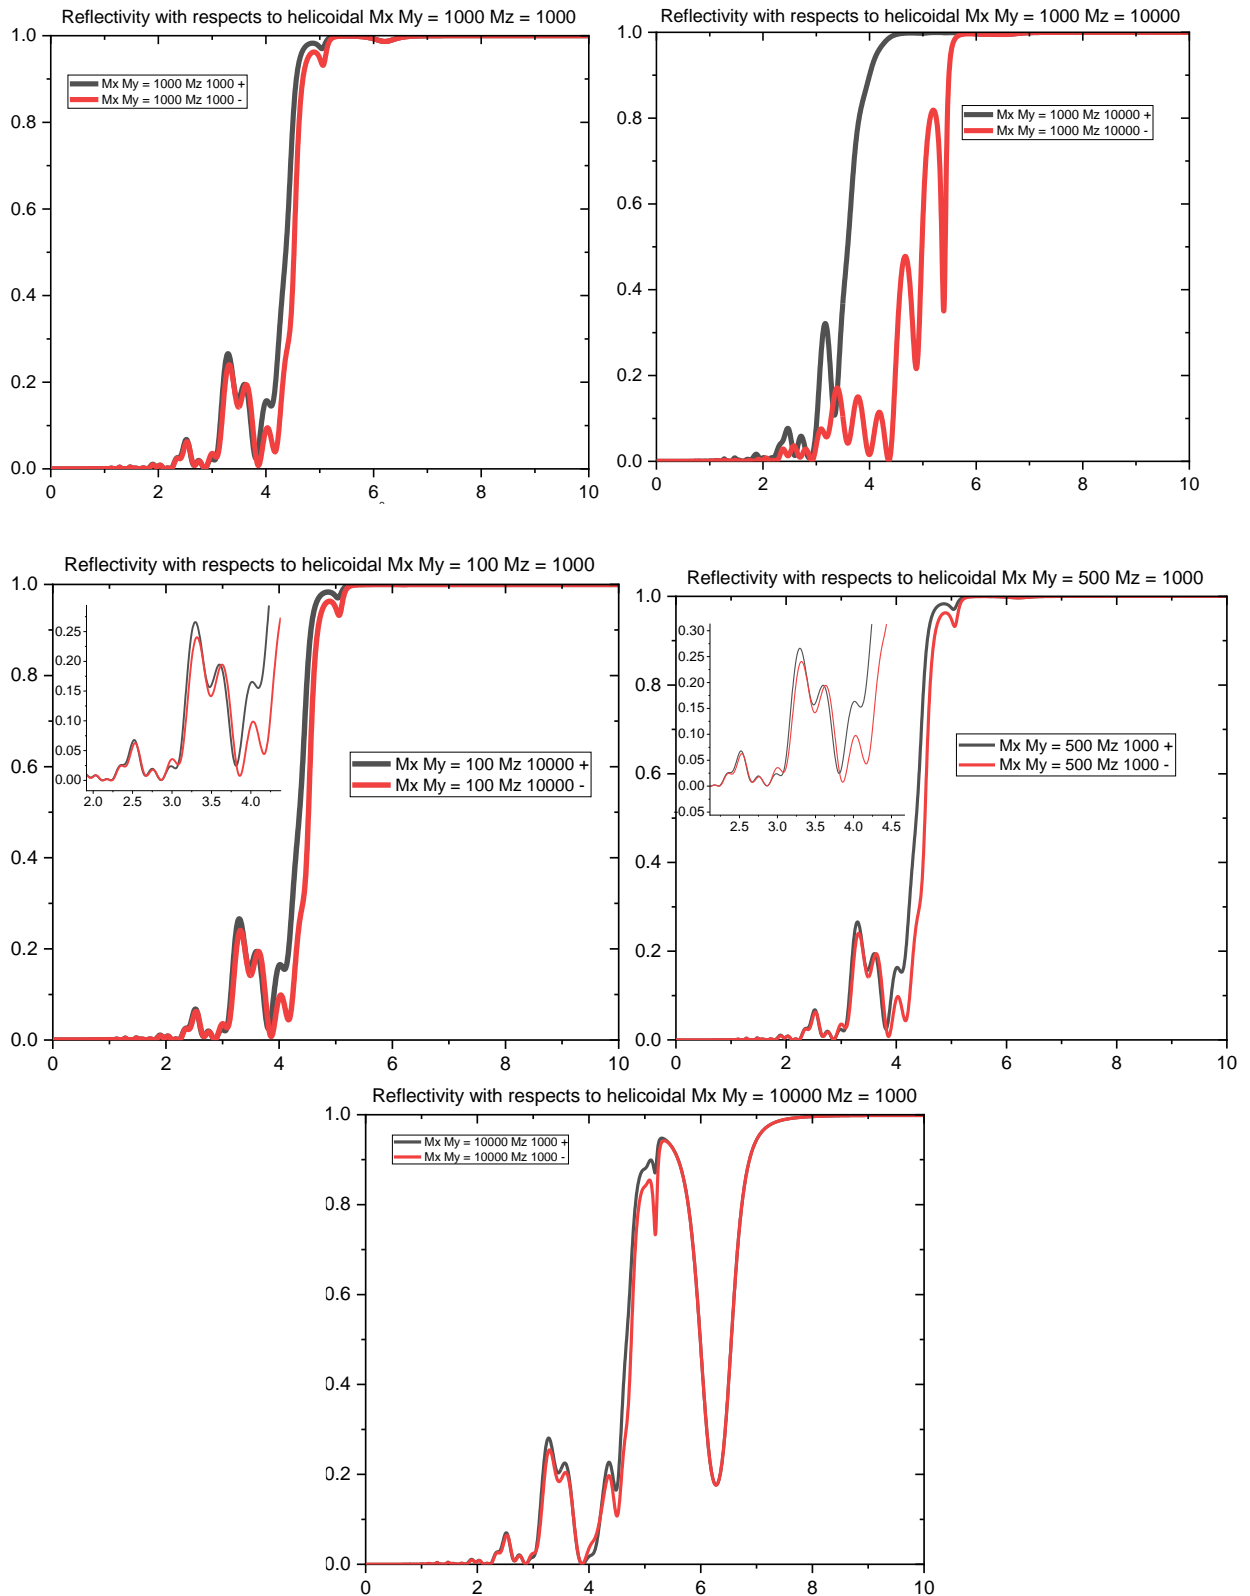 Reflectivity with respects to helicoidal Mx My = 1000 Mz = 1000
1.0
0.8
0.6
0.4
0.2
0.0
Mx My = 1000 Mz 1000 +
Mx My = 1000 Mz 1000 -
0 2 4 6 8 10
Reflectivity with respects to helicoidal Mx My = 1000 Mz = 10000
1.0
0.8
0.6
0.4
0.2
0.0
Mx My = 1000 Mz 10000 +
Mx My = 1000 Mz 10000 -
0 2 4 6 8 10
Reflectivity with respects to helicoidal Mx My = 100 Mz = 1000
1.0
0.8
0.6
0.4
0.2
0.0
0.25
0.20
0.15
0.10
0.05
0.00
2.0 2.5 3.0 3.5 4.0
Mx My = 100 Mz 10000 +
Mx My = 100 Mz 10000 -
0 2 4 6 8 10
Reflectivity with respects to helicoidal Mx My = 500 Mz = 1000
1.0
0.8
0.6
0.4
0.2
0.0
0.30
0.25
0.20
0.15
0.10
0.05
0.00
-0.05
2.5 3.0 3.5 4.0 4.5
Mx My = 500 Mz 1000 +
Mx My = 500 Mz 1000 -
0 2 4 6 8 10
Reflectivity with respects to helicoidal Mx My = 10000 Mz = 1000
1.0
0.8
0.6
0.4
0.2
0.0
Mx My = 10000 Mz 1000 +
Mx My = 10000 Mz 1000 -
0 2 4 6 8 10